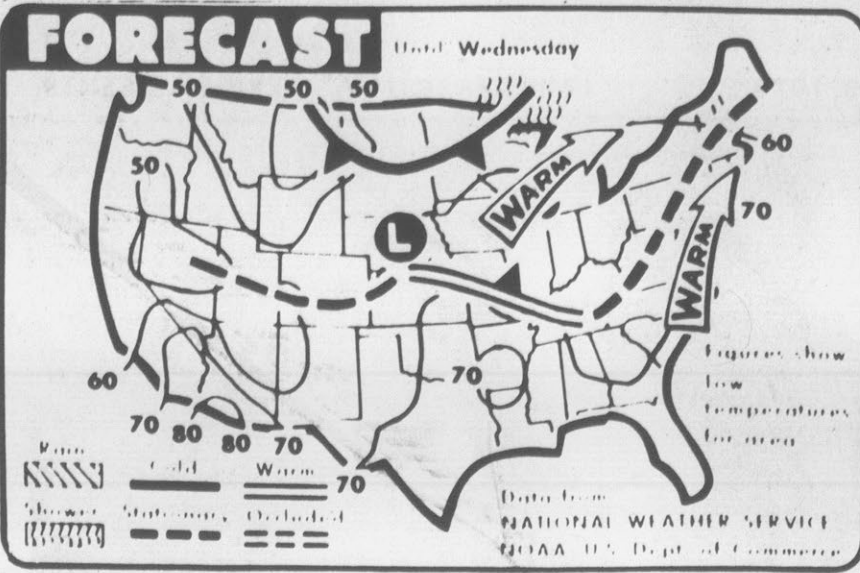 FORECAST
Until Wednesday
50 50 50
50
60
WARM
L
70
WARM
60
70
70 80 80 70
70
Figures show
low
temperatures
for area
Rain
Cold Warm
Showers Stationary Occluded
Data from
NATIONAL WEATHER SERVICE
NOAA U.S. Dept. of Commerce